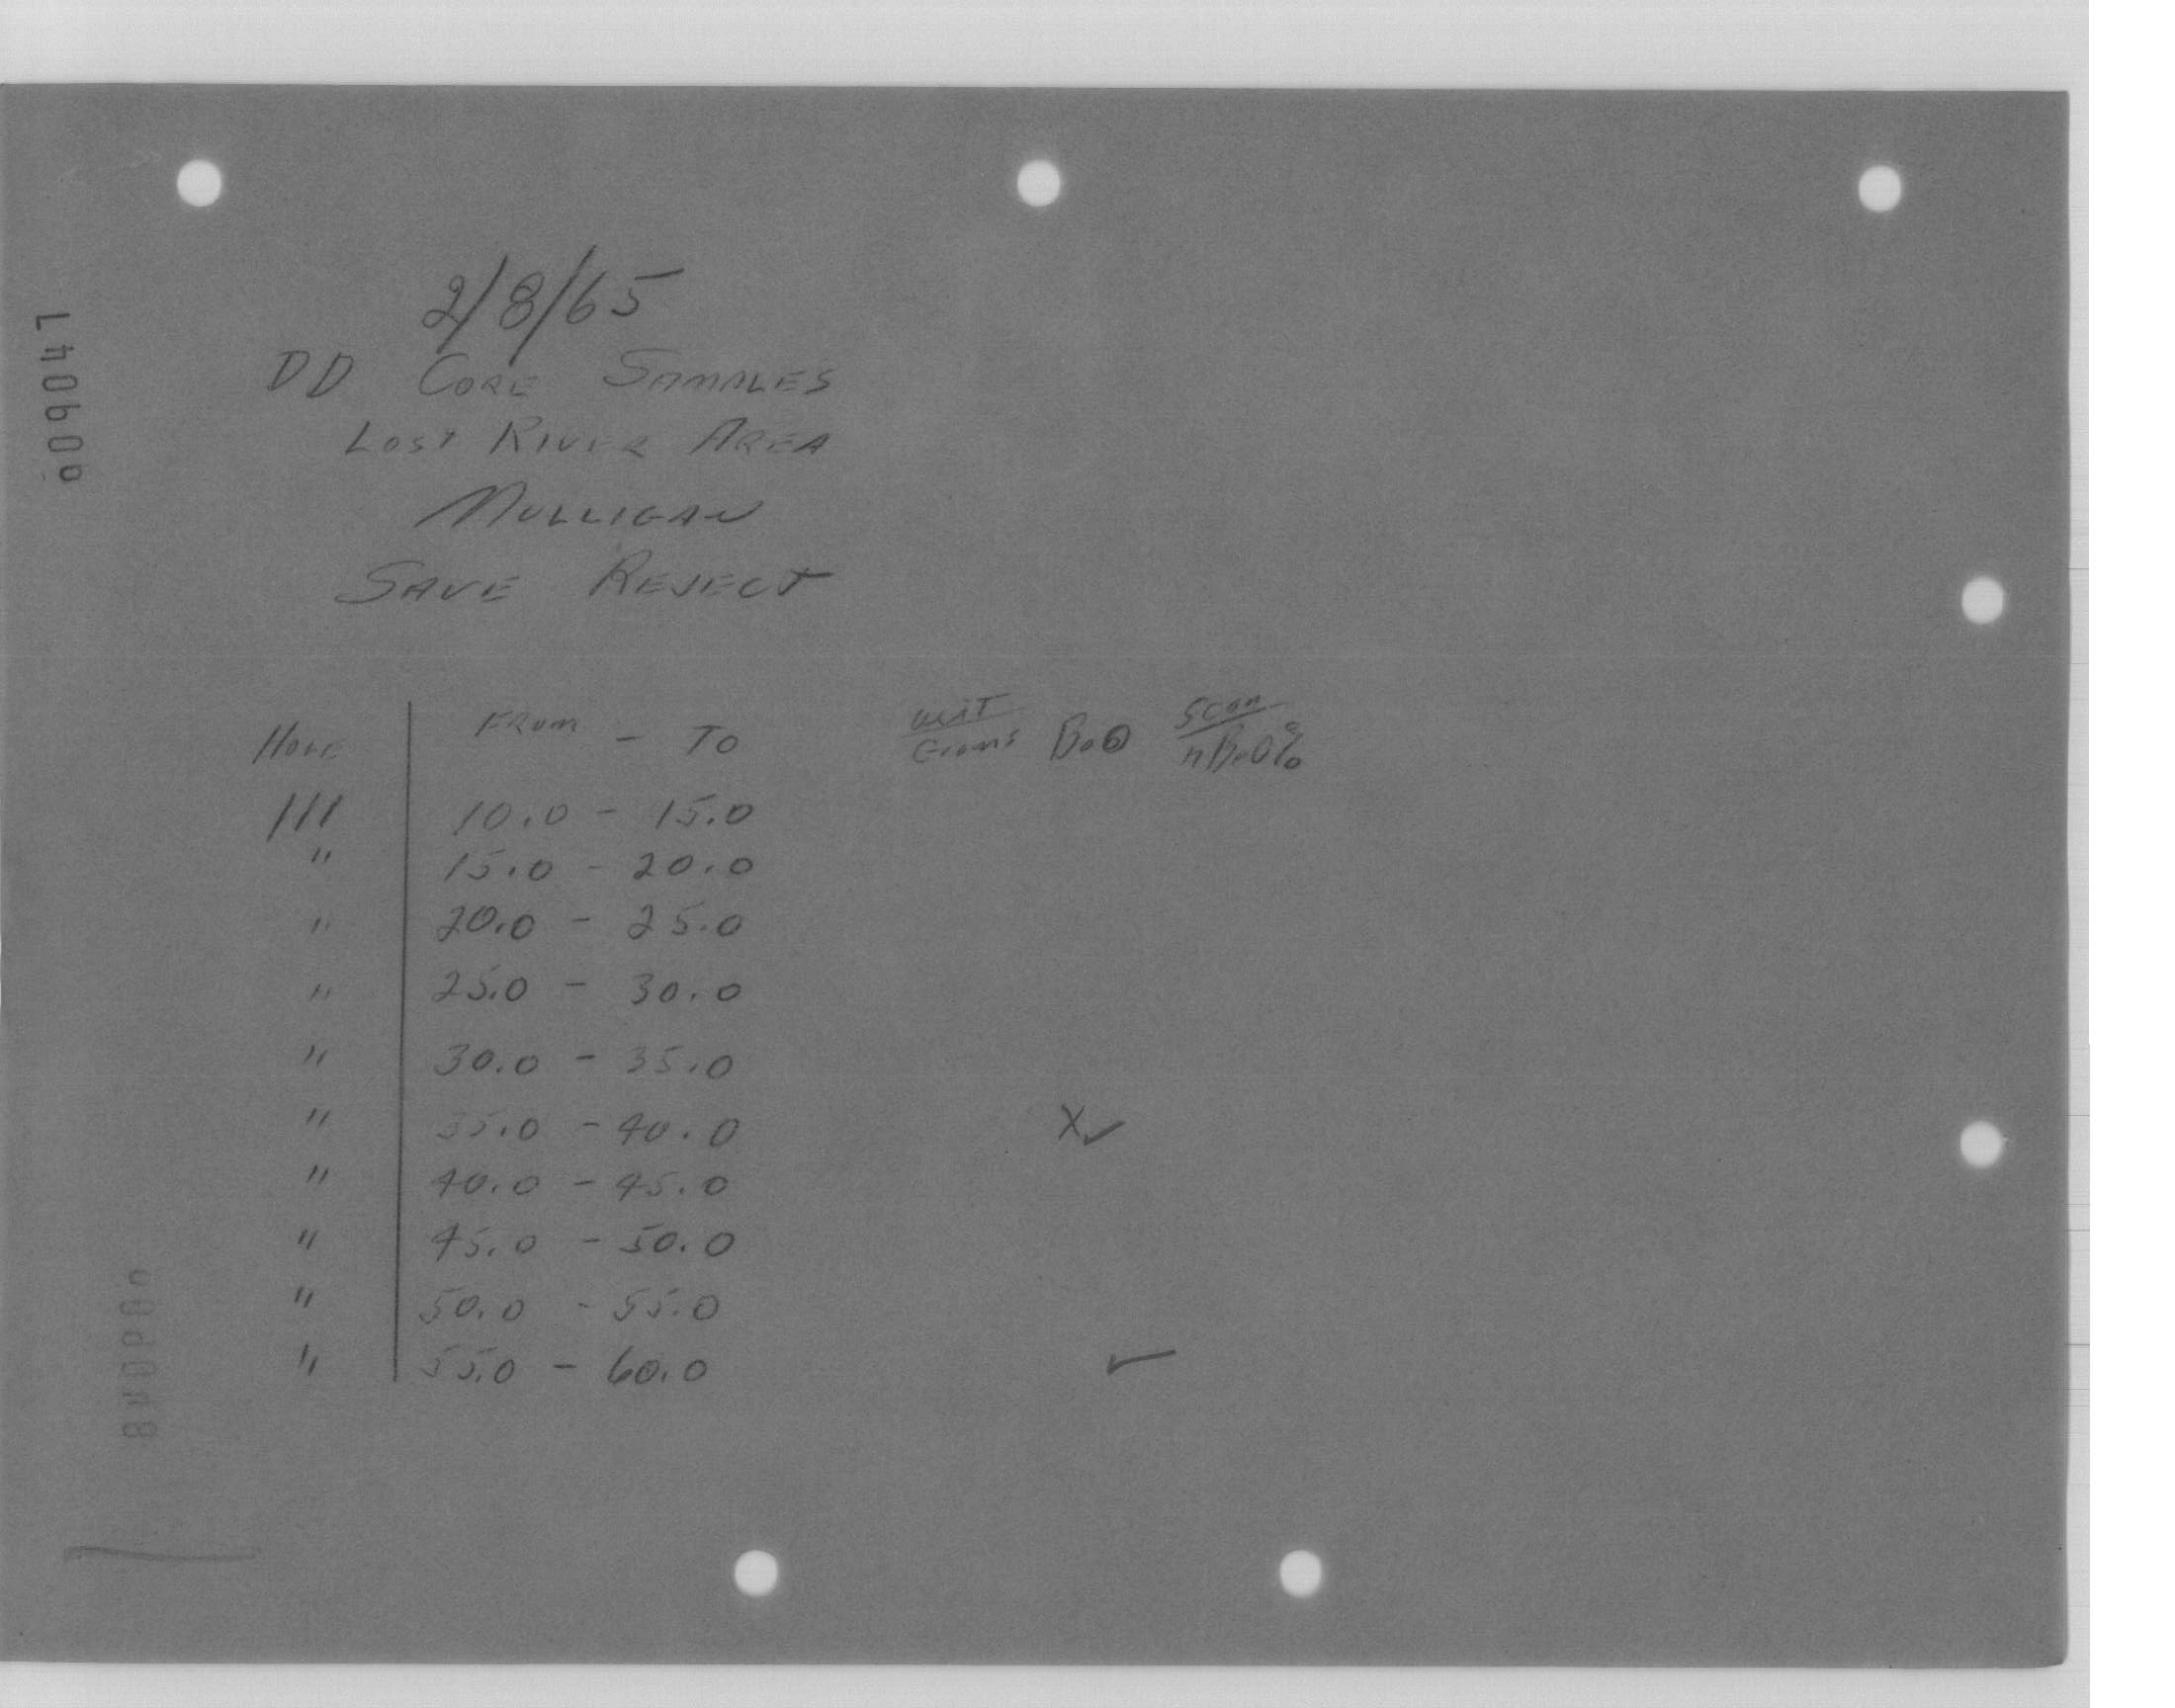 2/8/65
DD CORE SAMPLES
LOST RIVER AREA
MULLIGAN
SAVE REJECT
HOLE FROM - TO Grams BeO Scan nBeO%
111 10.0 - 15.0
" 15.0 - 20.0
" 20.0 - 25.0
" 25.0 - 30.0
" 30.0 - 35.0
" 35.0 - 40.0 X✓
" 40.0 - 45.0
" 45.0 - 50.0
" 50.0 - 55.0
" 55.0 - 60.0 ✓